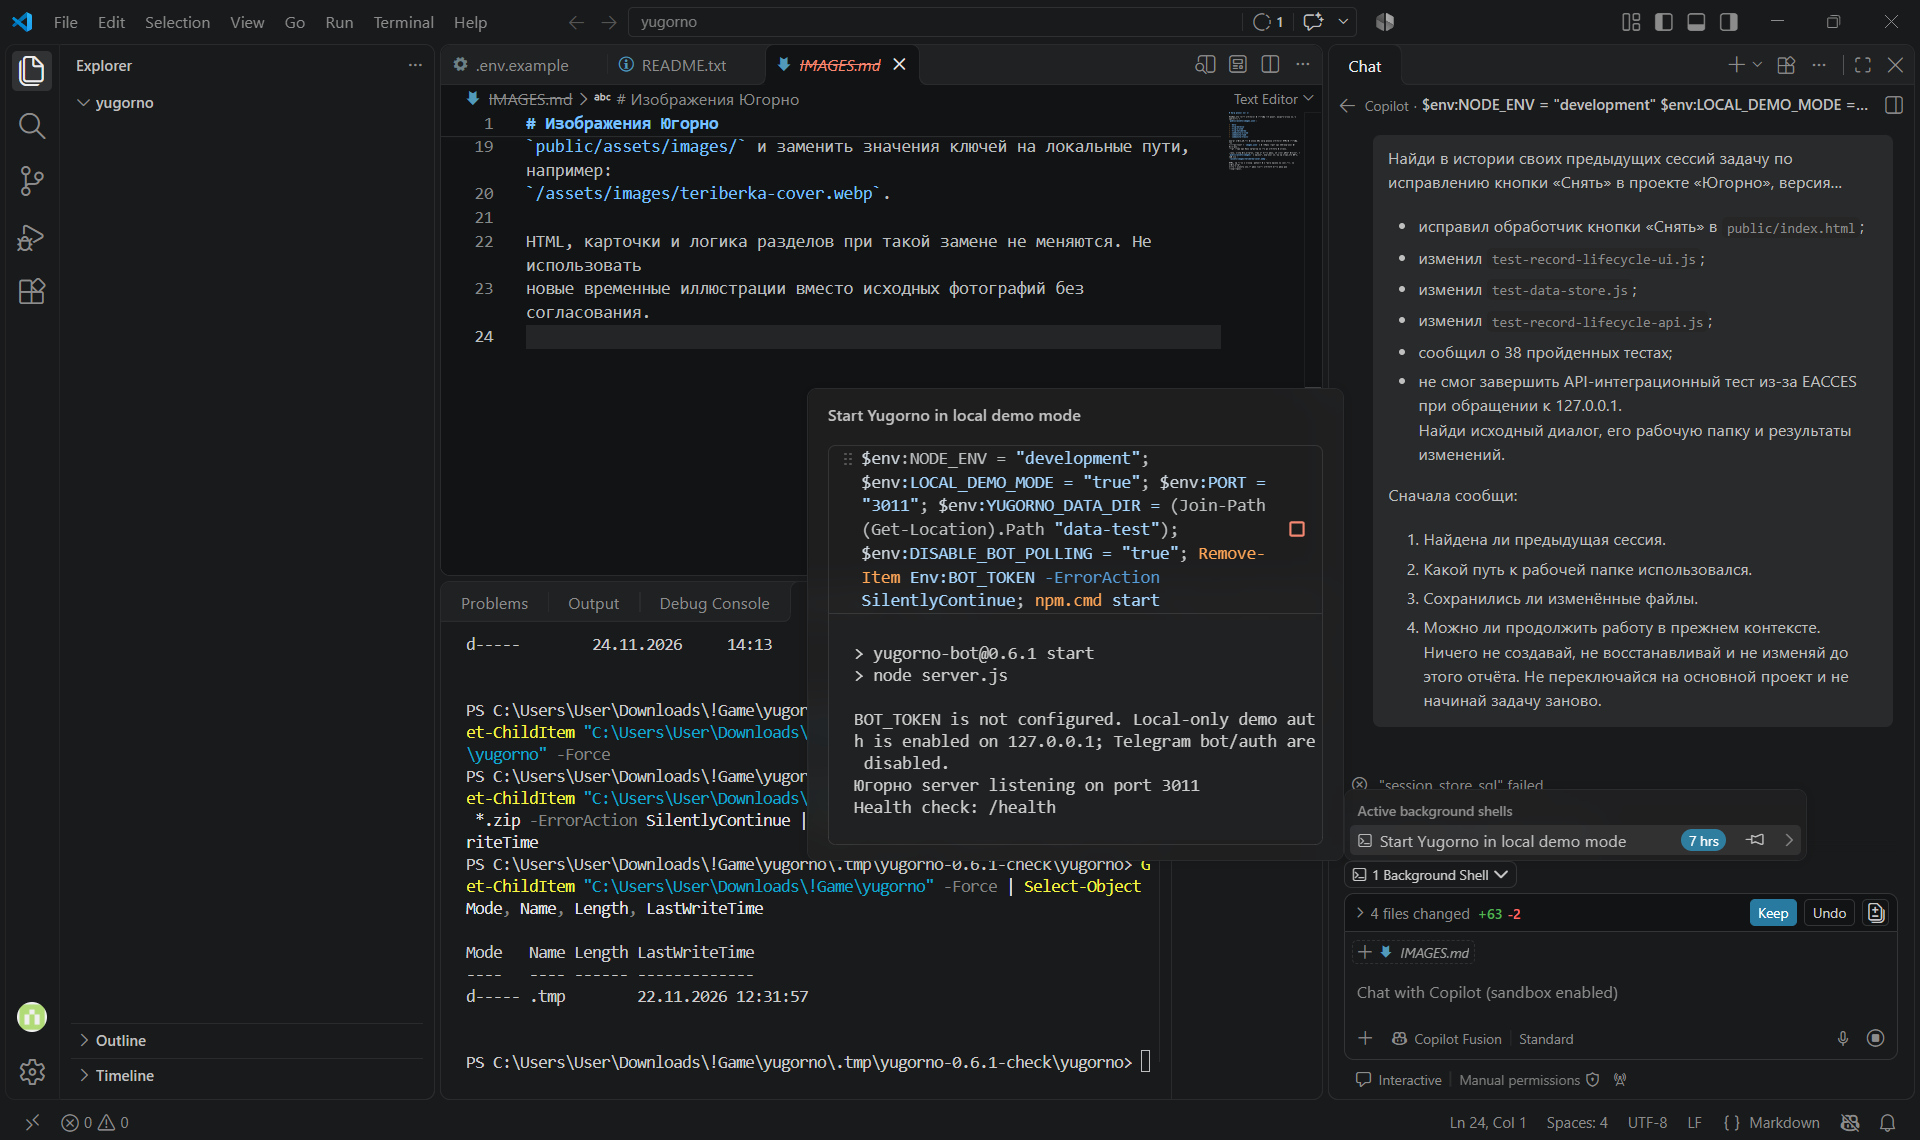 File Edit Selection View Go Run Terminal Help
yugorno
1
Explorer
yugorno
Outline
Timeline
.env.example
README.txt
IMAGES.md
IMAGES.md > abc # Изображения Югорно
Text Editor
1 # Изображения Югорно
19 `public/assets/images/` и заменить значения ключей на локальные пути,
например:
20 `/assets/images/teriberka-cover.webp`.
21
22 HTML, карточки и логика разделов при такой замене не меняются. Не
использовать
23 новые временные иллюстрации вместо исходных фотографий без
согласования.
24
Problems Output Debug Console
d----- 24.11.2026 14:13
PS C:\Users\User\Downloads\!Game\yugor
et-ChildItem "C:\Users\User\Downloads\
\yugorno" -Force
PS C:\Users\User\Downloads\!Game\yugor
et-ChildItem "C:\Users\User\Downloads\
*.zip -ErrorAction SilentlyContinue |
riteTime
PS C:\Users\User\Downloads\!Game\yugorno\.tmp\yugorno-0.6.1-check\yugorno> G
et-ChildItem "C:\Users\User\Downloads\!Game\yugorno" -Force | Select-Object
Mode, Name, Length, LastWriteTime
Mode Name Length LastWriteTime
---- ---- ------ -------------
d----- .tmp 22.11.2026 12:31:57
PS C:\Users\User\Downloads\!Game\yugorno\.tmp\yugorno-0.6.1-check\yugorno>
Start Yugorno in local demo mode
$env:NODE_ENV = "development";
$env:LOCAL_DEMO_MODE = "true"; $env:PORT =
"3011"; $env:YUGORNO_DATA_DIR = (Join-Path
(Get-Location).Path "data-test");
$env:DISABLE_BOT_POLLING = "true"; Remove-
Item Env:BOT_TOKEN -ErrorAction
SilentlyContinue; npm.cmd start
> yugorno-bot@0.6.1 start
> node server.js
BOT_TOKEN is not configured. Local-only demo aut
h is enabled on 127.0.0.1; Telegram bot/auth are
disabled.
Югорно server listening on port 3011
Health check: /health
Chat
Copilot · $env:NODE_ENV = "development" $env:LOCAL_DEMO_MODE =...
Найди в истории своих предыдущих сессий задачу по
исправлению кнопки «Снять» в проекте «Югорно», версия...
• исправил обработчик кнопки «Снять» в public/index.html ;
• изменил test-record-lifecycle-ui.js ;
• изменил test-data-store.js ;
• изменил test-record-lifecycle-api.js ;
• сообщил о 38 пройденных тестах;
• не смог завершить API-интеграционный тест из-за EACCES
при обращении к 127.0.0.1.
Найди исходный диалог, его рабочую папку и результаты
изменений.
Сначала сообщи:
1. Найдена ли предыдущая сессия.
2. Какой путь к рабочей папке использовался.
3. Сохранились ли изменённые файлы.
4. Можно ли продолжить работу в прежнем контексте.
Ничего не создавай, не восстанавливай и не изменяй до
этого отчёта. Не переключайся на основной проект и не
начинай задачу заново.
"session_store_sql" failed
Active background shells
Start Yugorno in local demo mode 7 hrs
1 Background Shell
4 files changed +63 -2 Keep Undo
IMAGES.md
Chat with Copilot (sandbox enabled)
Copilot Fusion Standard
Interactive Manual permissions
0 0
Ln 24, Col 1 Spaces: 4 UTF-8 LF { } Markdown